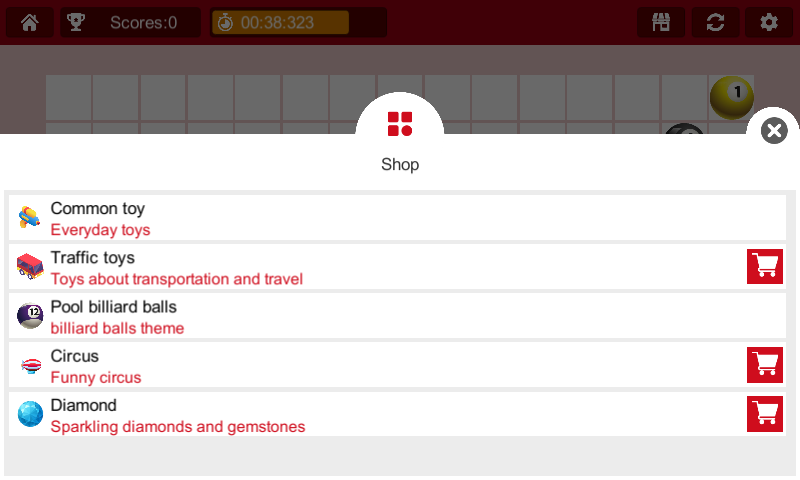 Scores:0
00:38:323
1
Shop
Common toy
Everyday toys
Traffic toys
Toys about transportation and travel
12
Pool billiard balls
billiard balls theme
Circus
Funny circus
Diamond
Sparkling diamonds and gemstones